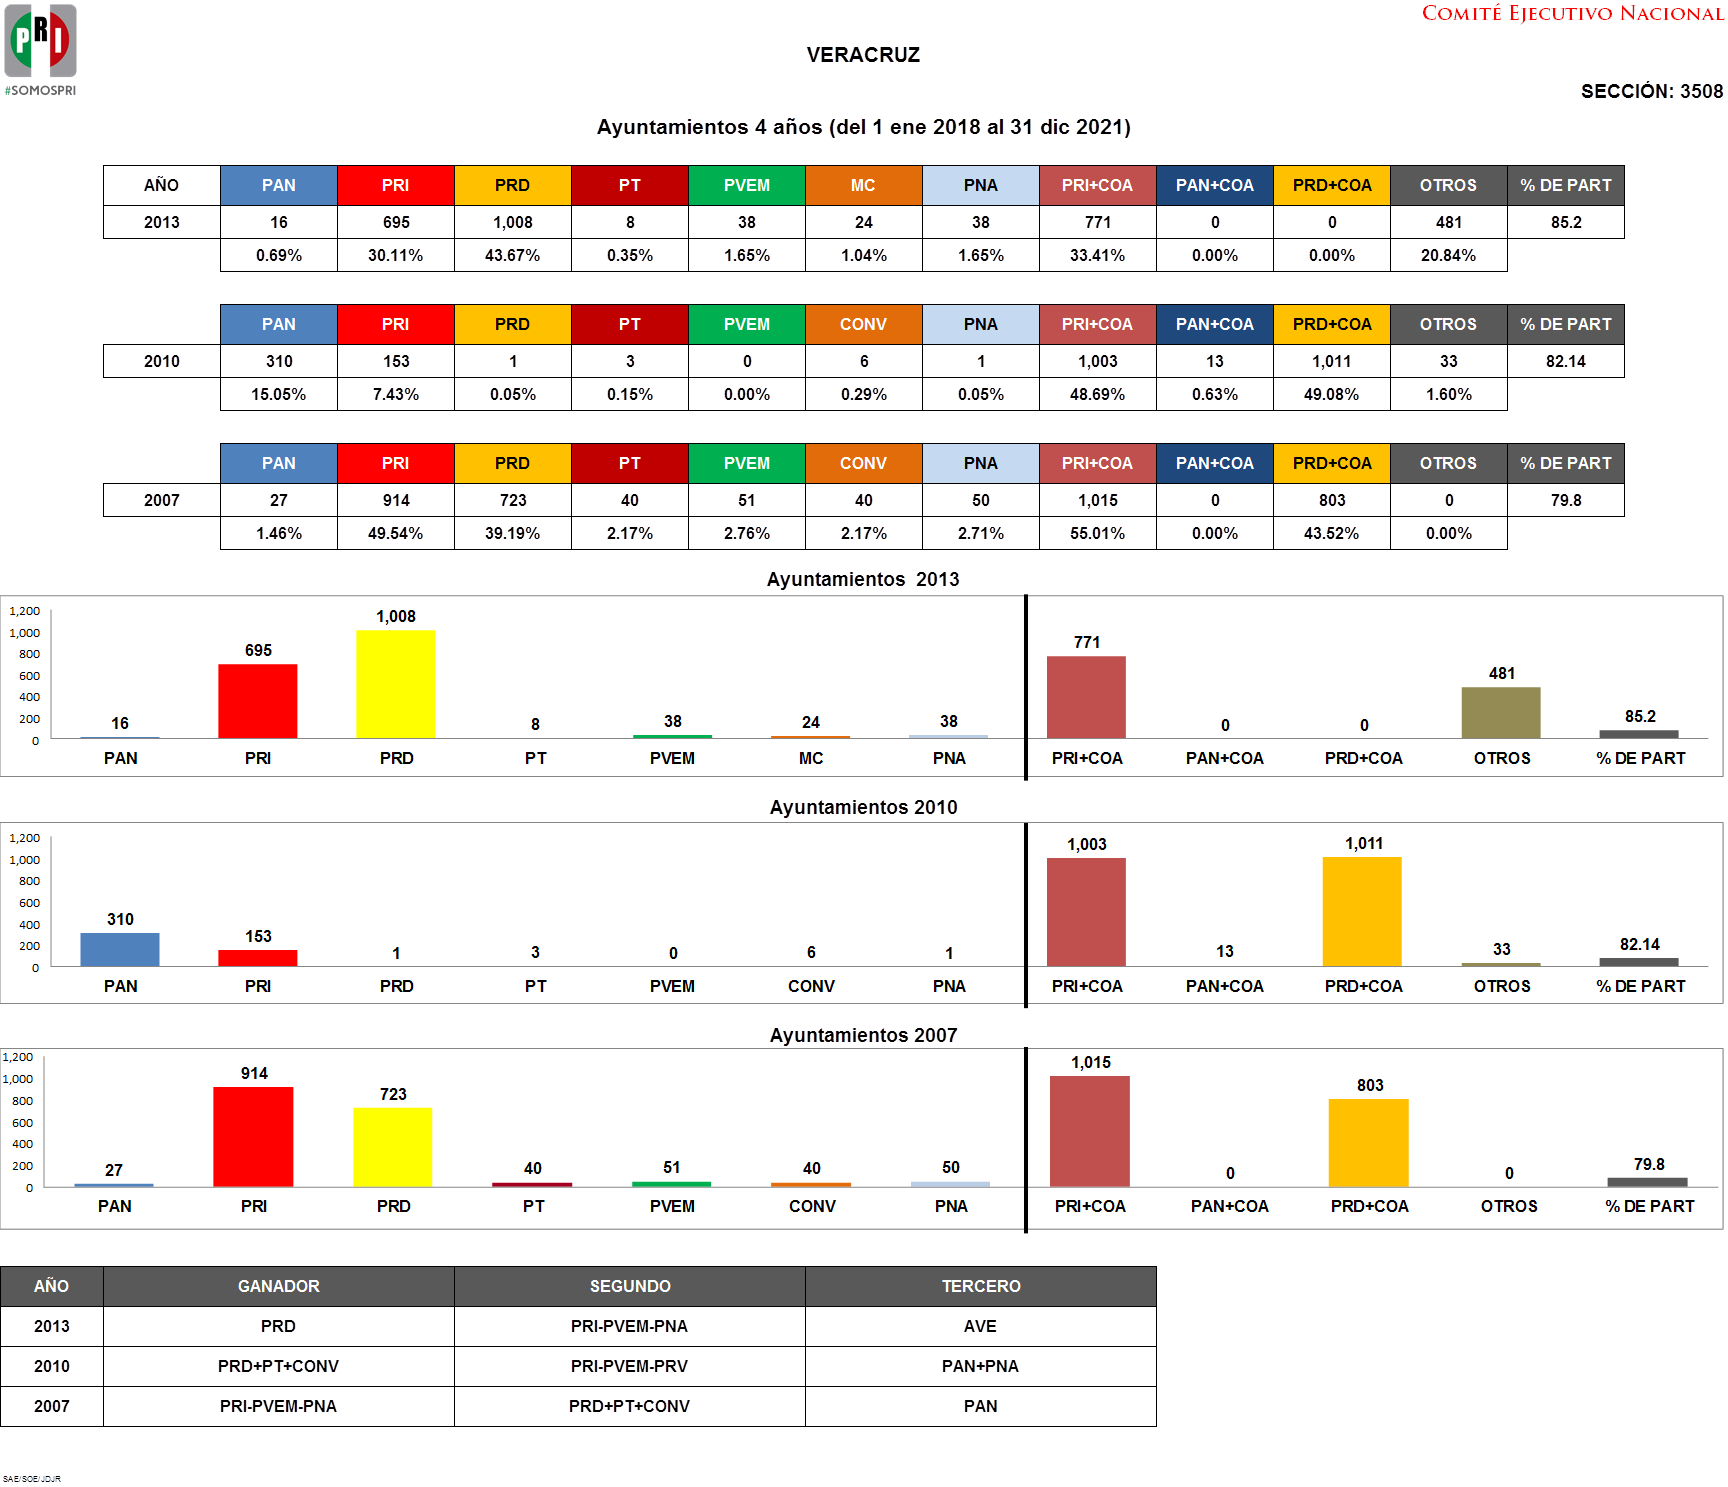 PRI
#SOMOSPRI
COMITÉ EJECUTIVO NACIONAL
VERACRUZ
SECCIÓN: 3508
Ayuntamientos 4 años (del 1 ene 2018 al 31 dic 2021)
AÑO PAN PRI PRD PT PVEM MC PNA PRI+COA PAN+COA PRD+COA OTROS % DE PART
2013 16 695 1,008 8 38 24 38 771 0 0 481 85.2
0.69% 30.11% 43.67% 0.35% 1.65% 1.04% 1.65% 33.41% 0.00% 0.00% 20.84%
PAN PRI PRD PT PVEM CONV PNA PRI+COA PAN+COA PRD+COA OTROS % DE PART
2010 310 153 1 3 0 6 1 1,003 13 1,011 33 82.14
15.05% 7.43% 0.05% 0.15% 0.00% 0.29% 0.05% 48.69% 0.63% 49.08% 1.60%
PAN PRI PRD PT PVEM CONV PNA PRI+COA PAN+COA PRD+COA OTROS % DE PART
2007 27 914 723 40 51 40 50 1,015 0 803 0 79.8
1.46% 49.54% 39.19% 2.17% 2.76% 2.17% 2.71% 55.01% 0.00% 43.52% 0.00%
Ayuntamientos 2013
1,200
1,000
800
600
400
200
0
16 695 1,008 8 38 24 38 771 0 0 481 85.2
PAN PRI PRD PT PVEM MC PNA PRI+COA PAN+COA PRD+COA OTROS % DE PART
Ayuntamientos 2010
1,200
1,000
800
600
400
200
0
310 153 1 3 0 6 1 1,003 13 1,011 33 82.14
PAN PRI PRD PT PVEM CONV PNA PRI+COA PAN+COA PRD+COA OTROS % DE PART
Ayuntamientos 2007
1,200
1,000
800
600
400
200
0
27 914 723 40 51 40 50 1,015 0 803 0 79.8
PAN PRI PRD PT PVEM CONV PNA PRI+COA PAN+COA PRD+COA OTROS % DE PART
AÑO GANADOR SEGUNDO TERCERO
2013 PRD PRI-PVEM-PNA AVE
2010 PRD+PT+CONV PRI-PVEM-PRV PAN+PNA
2007 PRI-PVEM-PNA PRD+PT+CONV PAN
SAE/SOE/JDJR